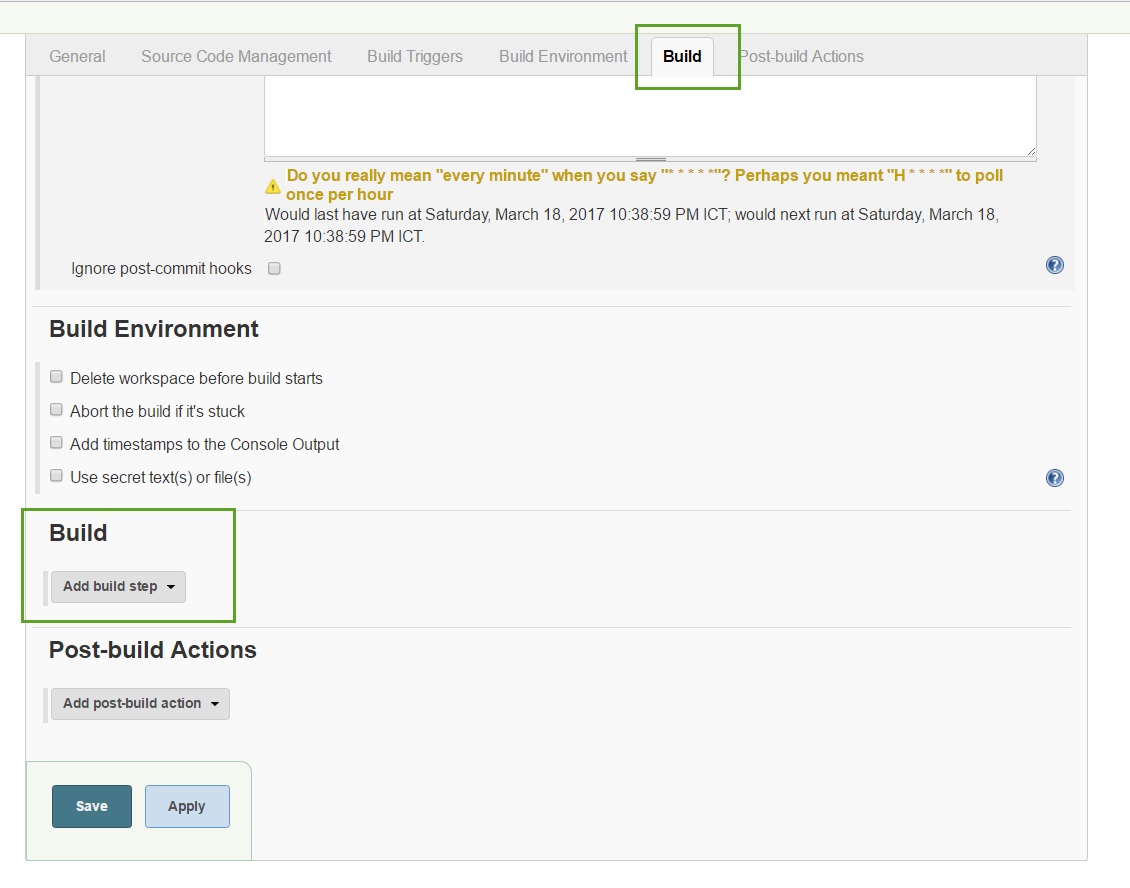 General Source Code Management Build Triggers Build Environment Build Post-build Actions
Do you really mean "every minute" when you say "* * * * *"? Perhaps you meant "H * * * *" to poll
once per hour
Would last have run at Saturday, March 18, 2017 10:38:59 PM ICT; would next run at Saturday, March 18,
2017 10:38:59 PM ICT.
Ignore post-commit hooks
Build Environment
Delete workspace before build starts
Abort the build if it's stuck
Add timestamps to the Console Output
Use secret text(s) or file(s)
Build
Add build step
Post-build Actions
Add post-build action
Save Apply